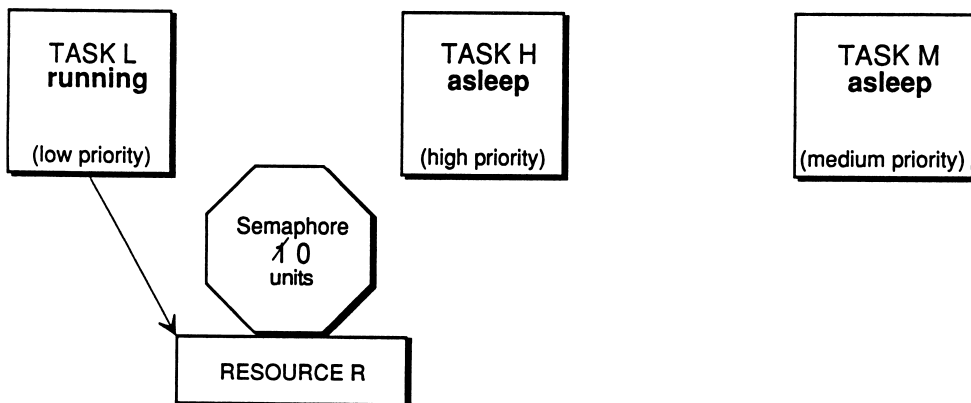 TASK L
running
(low priority)
TASK H
asleep
(high priority)
TASK M
asleep
(medium priority)
Semaphore
1 0
units
RESOURCE R